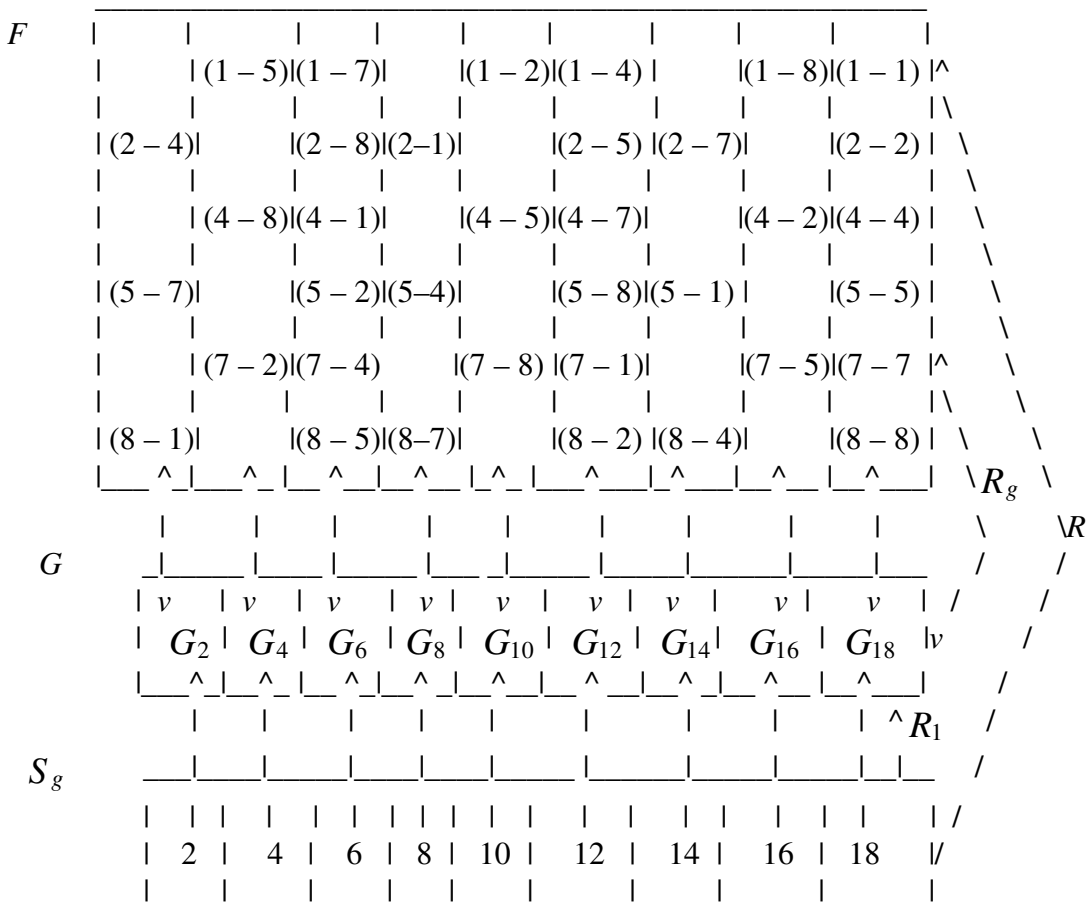 F
(1 – 5) (1 – 7) (1 – 2) (1 – 4) (1 – 8) (1 – 1) ^
(2 – 4) (2 – 8) (2–1) (2 – 5) (2 – 7) (2 – 2)
(4 – 8) (4 – 1) (4 – 5) (4 – 7) (4 – 2) (4 – 4)
(5 – 7) (5 – 2) (5–4) (5 – 8) (5 – 1) (5 – 5)
(7 – 2) (7 – 4) (7 – 8) (7 – 1) (7 – 5) (7 – 7 ^
(8 – 1) (8 – 5) (8–7) (8 – 2) (8 – 4) (8 – 8)
^ ^ ^ ^ ^ ^ ^ ^ ^ Rg
R
G
v v v v v v v v v
G2 G4 G6 G8 G10 G12 G14 G16 G18 v
^ ^ ^ ^ ^ ^ ^ ^ ^
^ R1
Sg
2 4 6 8 10 12 14 16 18